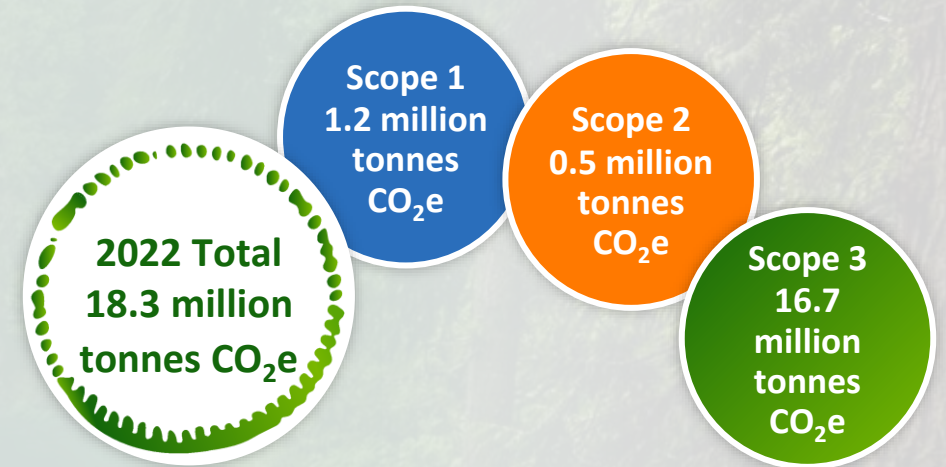 Scope 1
1.2 million
tonnes
CO₂e
Scope 2
0.5 million
tonnes
CO₂e
2022 Total
18.3 million
tonnes CO₂e
Scope 3
16.7
million
tonnes
CO₂e